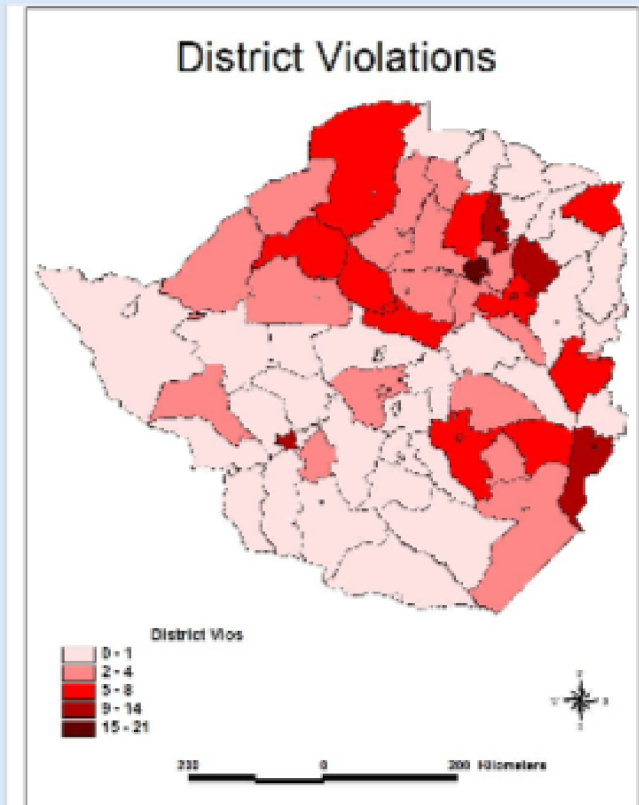 District Violations
District Vios
0 - 1
2 - 4
5 - 8
9 - 14
15 - 21
200 0 200 Kilometers